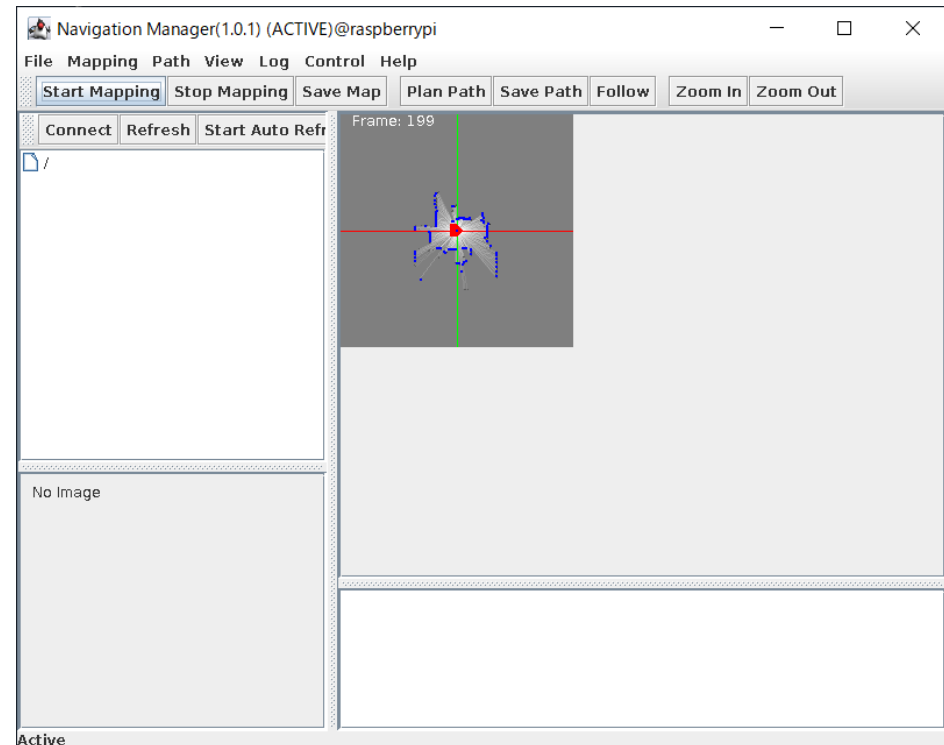 Navigation Manager(1.0.1) (ACTIVE)@raspberrypi
File Mapping Path View Log Control Help
Start Mapping Stop Mapping Save Map Plan Path Save Path Follow Zoom In Zoom Out
Connect Refresh Start Auto Refr
Frame: 199
/
No Image
Active